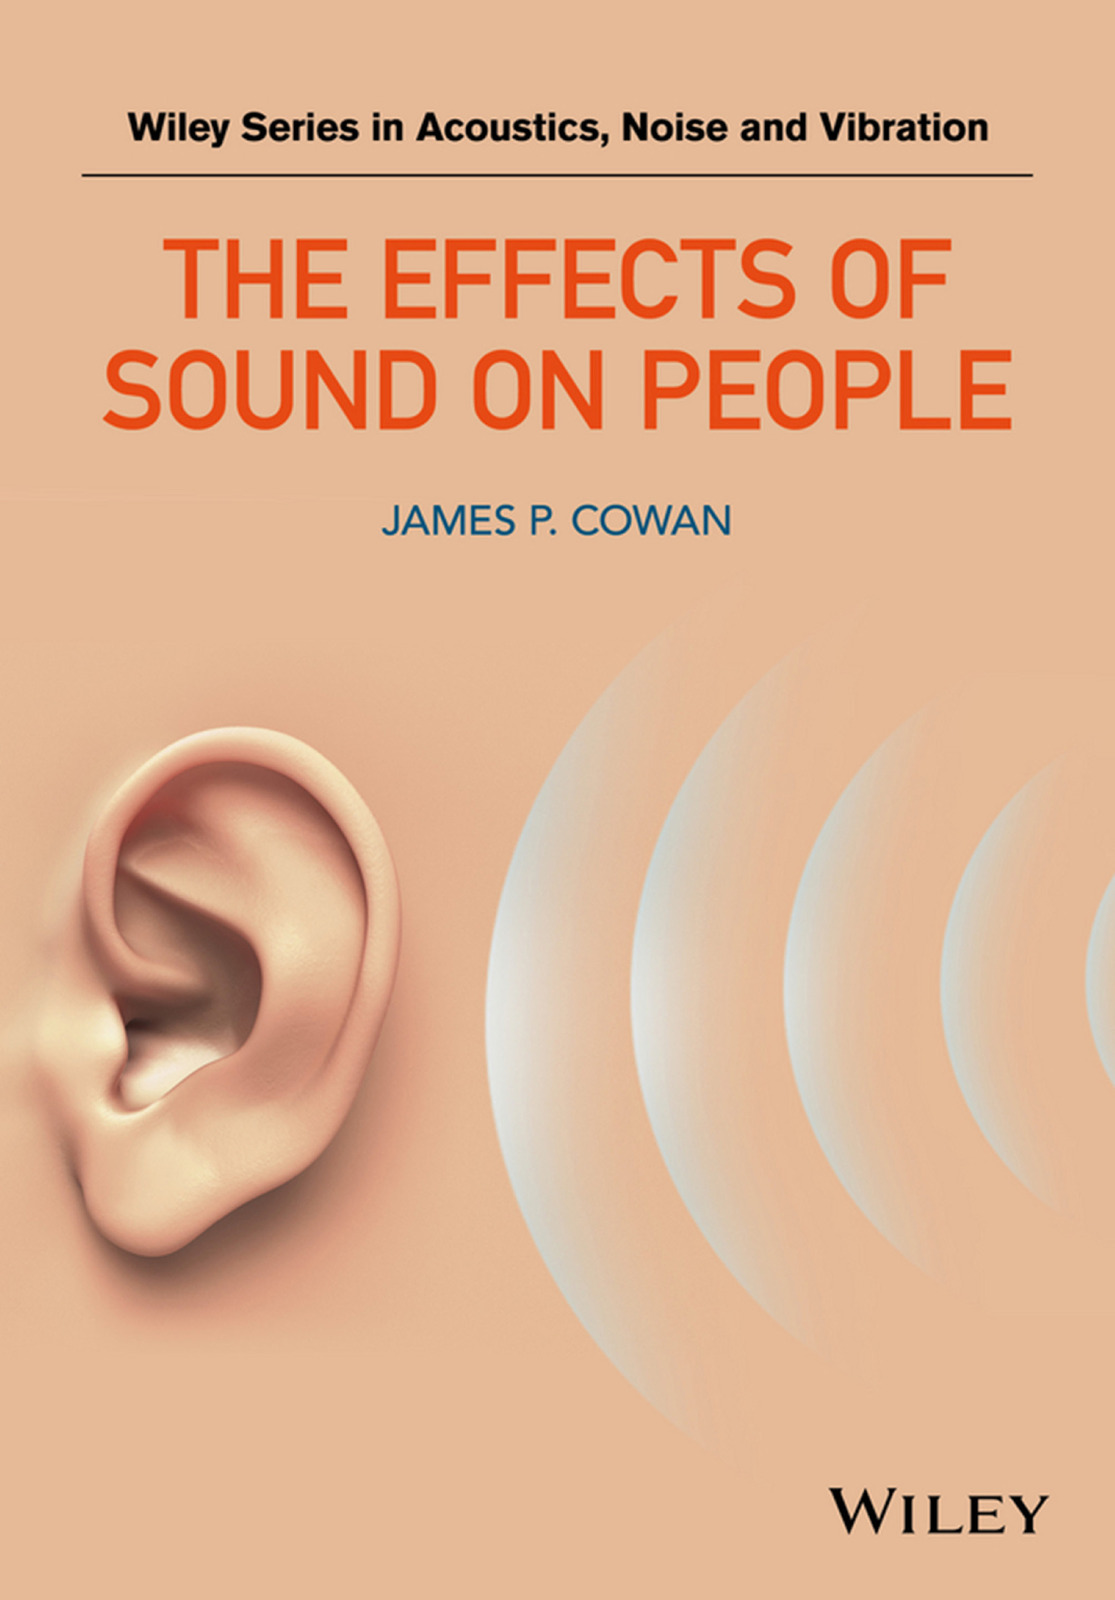 Wiley Series in Acoustics, Noise and Vibration
THE EFFECTS OF
SOUND ON PEOPLE
JAMES P. COWAN
WILEY